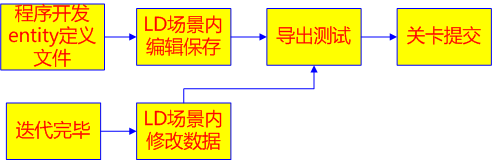 程序开发
entity定义
文件
LD场景内
编辑保存
导出测试
关卡提交
迭代完毕
LD场景内
修改数据